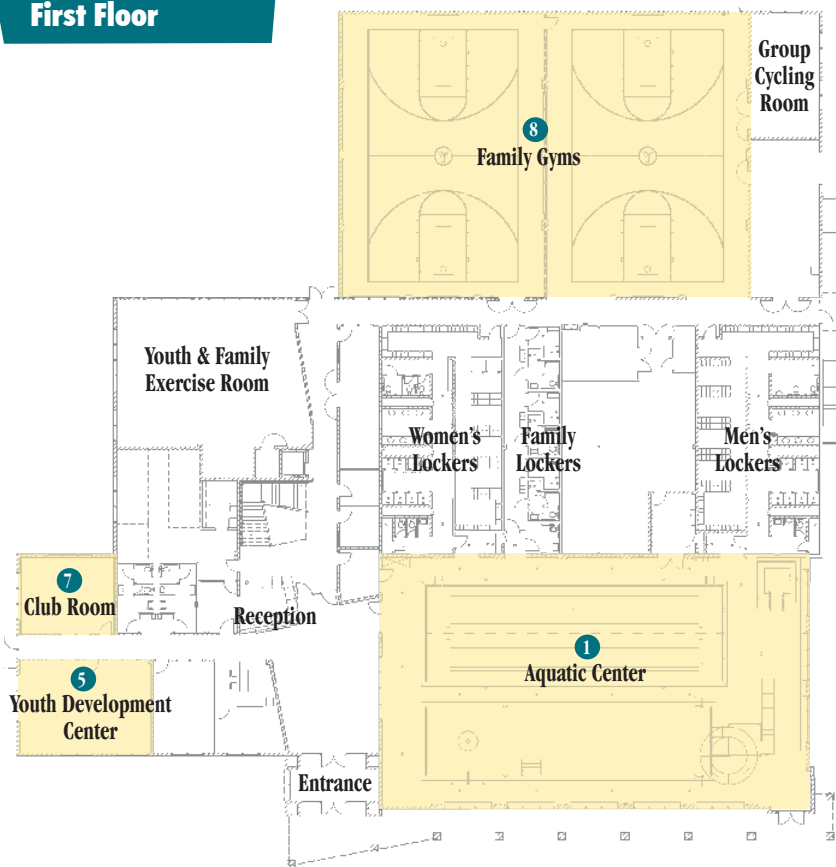 First Floor
Group
Cycling
Room
8
Family Gyms
Youth & Family
Exercise Room
Women's
Lockers
Family
Lockers
Men's
Lockers
7
Club Room
Reception
1
Aquatic Center
5
Youth Development
Center
Entrance